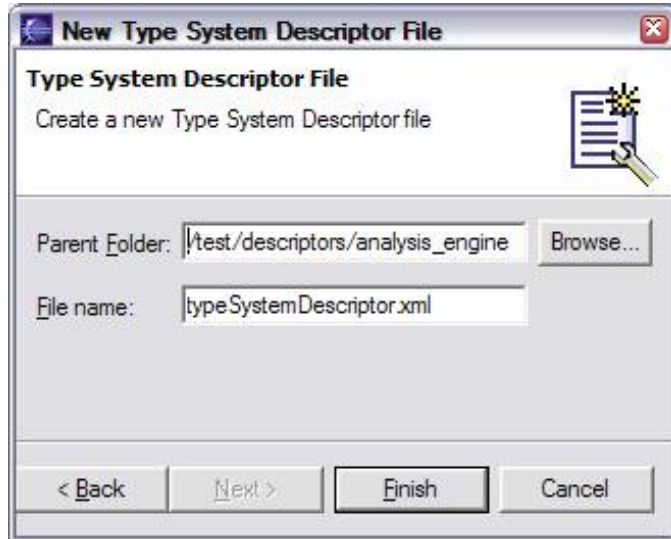 New Type System Descriptor File
Type System Descriptor File
Create a new Type System Descriptor file
Parent Folder: /test/descriptors/analysis_engine Browse...
File name: typeSystemDescriptor.xml
< Back Next > Finish Cancel